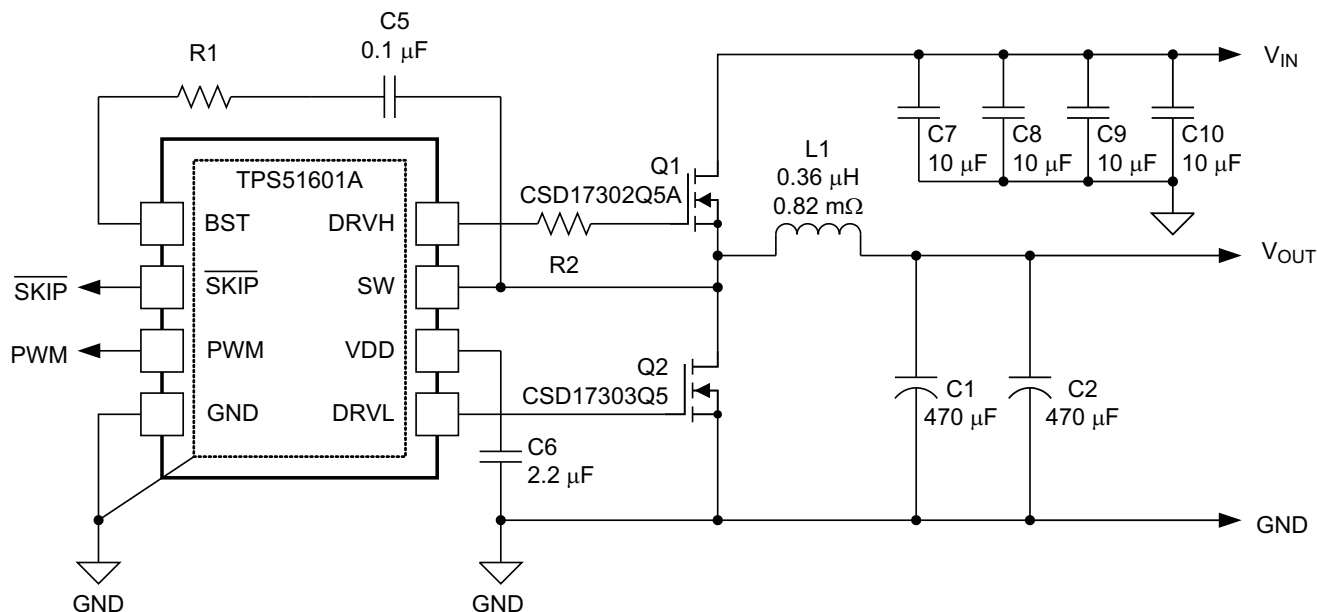 C5
0.1 μF
R1
V_IN
C7
10 μF
C8
10 μF
C9
10 μF
C10
10 μF
L1
0.36 μH
0.82 mΩ
Q1
CSD17302Q5A
TPS51601A
BST
DRVH
R2
V_OUT
SKIP
SKIP
SW
PWM
PWM
VDD
Q2
CSD17303Q5
GND
DRVL
C1
470 μF
C2
470 μF
C6
2.2 μF
GND
GND
GND